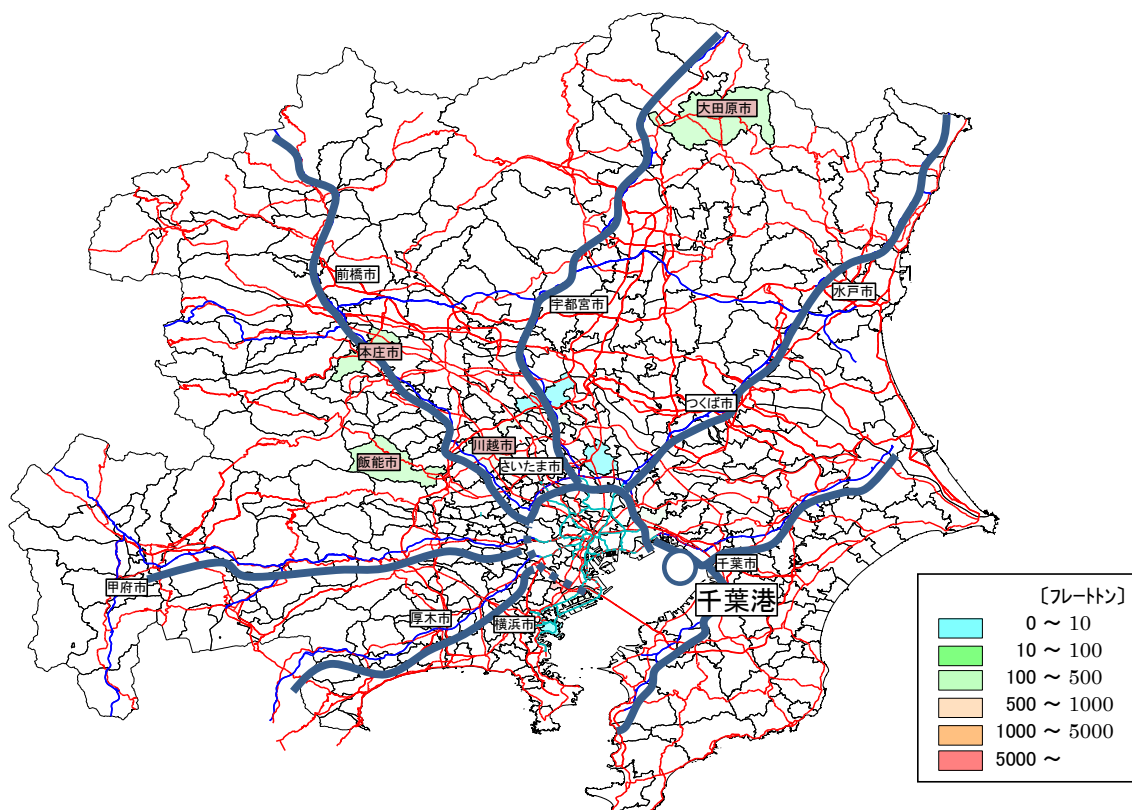 大田原市
前橋市
水戸市
宇都宮市
本庄市
つくば市
川越市
飯能市
さいたま市
千葉市
甲府市
千葉港
厚木市
横浜市
〔フレートトン〕
0 ～ 10
10 ～ 100
100 ～ 500
500 ～ 1000
1000 ～ 5000
5000 ～